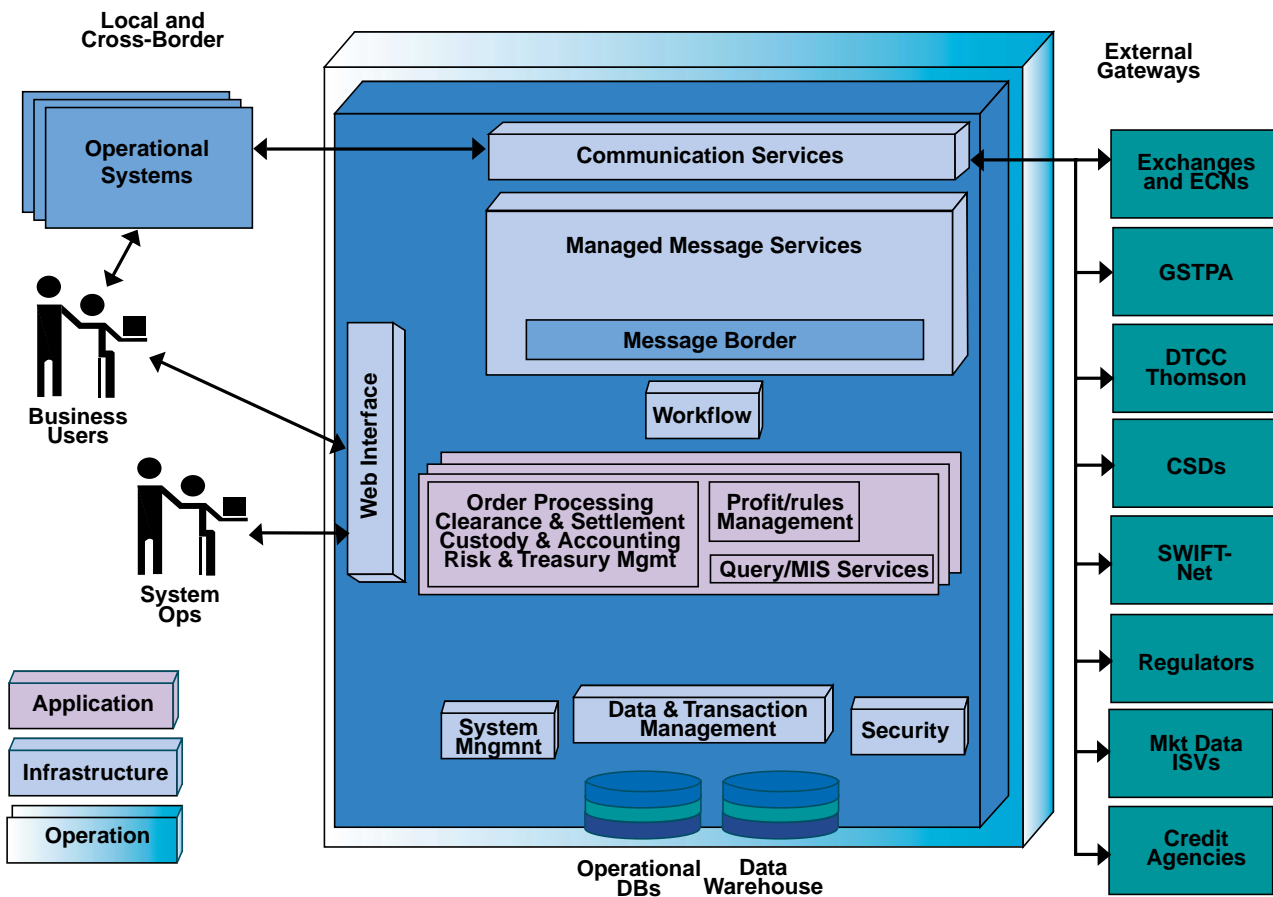 Local and
Cross-Border
External
Gateways
Operational
Systems
Communication Services
Exchanges
and ECNs
Managed Message Services
GSTPA
Message Border
DTCC
Thomson
Web Interface
Business
Users
Workflow
CSDs
Order Processing
Clearance & Settlement
Custody & Accounting
Risk & Treasury Mgmt
Profit/rules
Management
Query/MIS Services
SWIFT-
Net
System
Ops
Regulators
Application
System
Mngmnt
Data & Transaction
Management
Security
Mkt Data
ISVs
Infrastructure
Operation
Credit
Agencies
Operational
DBs
Data
Warehouse